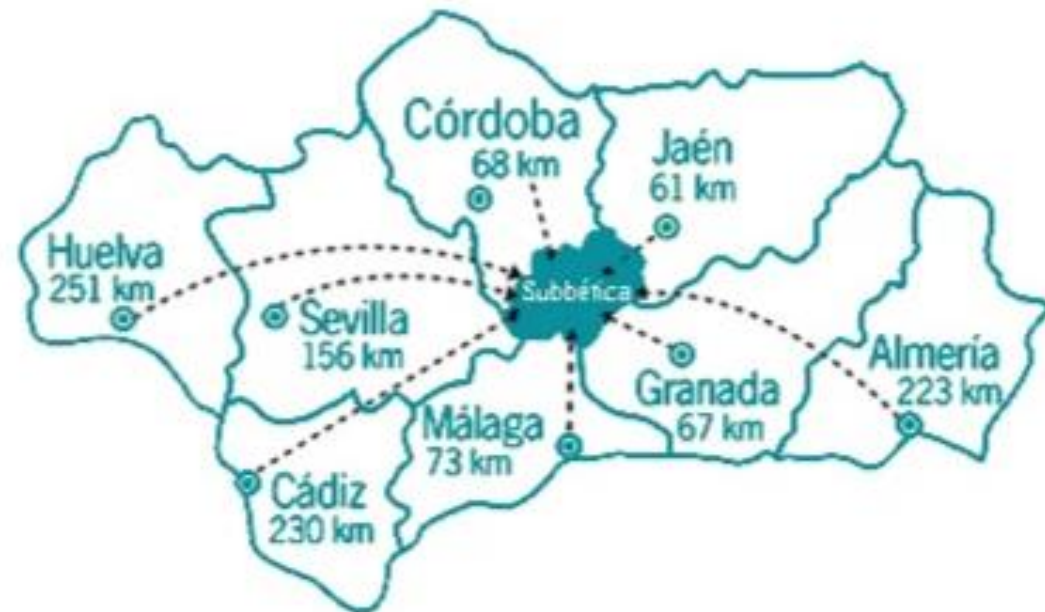 Córdoba
68 km
Jaén
61 km
Huelva
251 km
Subbética
Sevilla
156 km
Almería
223 km
Granada
67 km
Málaga
73 km
Cádiz
230 km